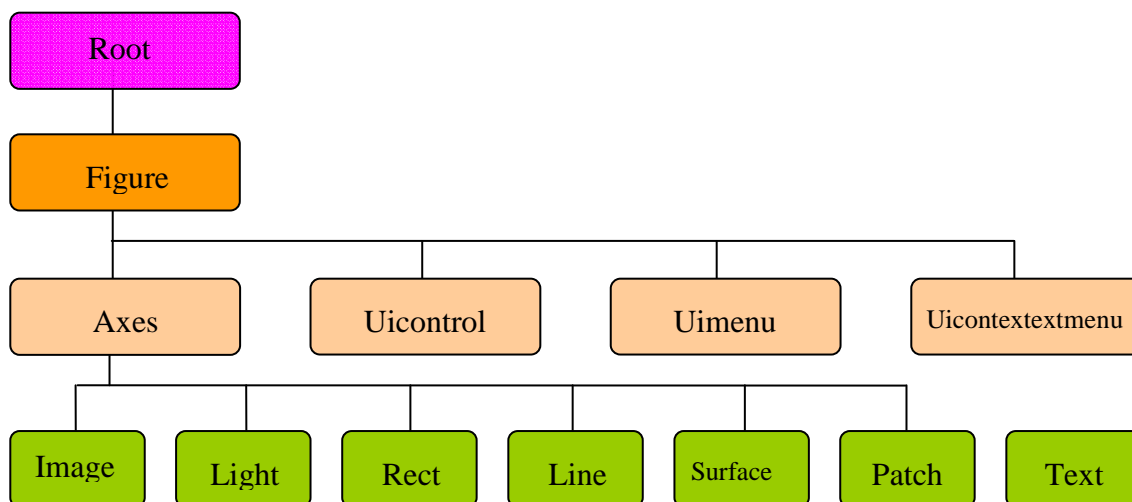 Root
Figure
Axes
Uicontrol
Uimenu
Uicontextextmenu
Image
Light
Rect
Line
Surface
Patch
Text